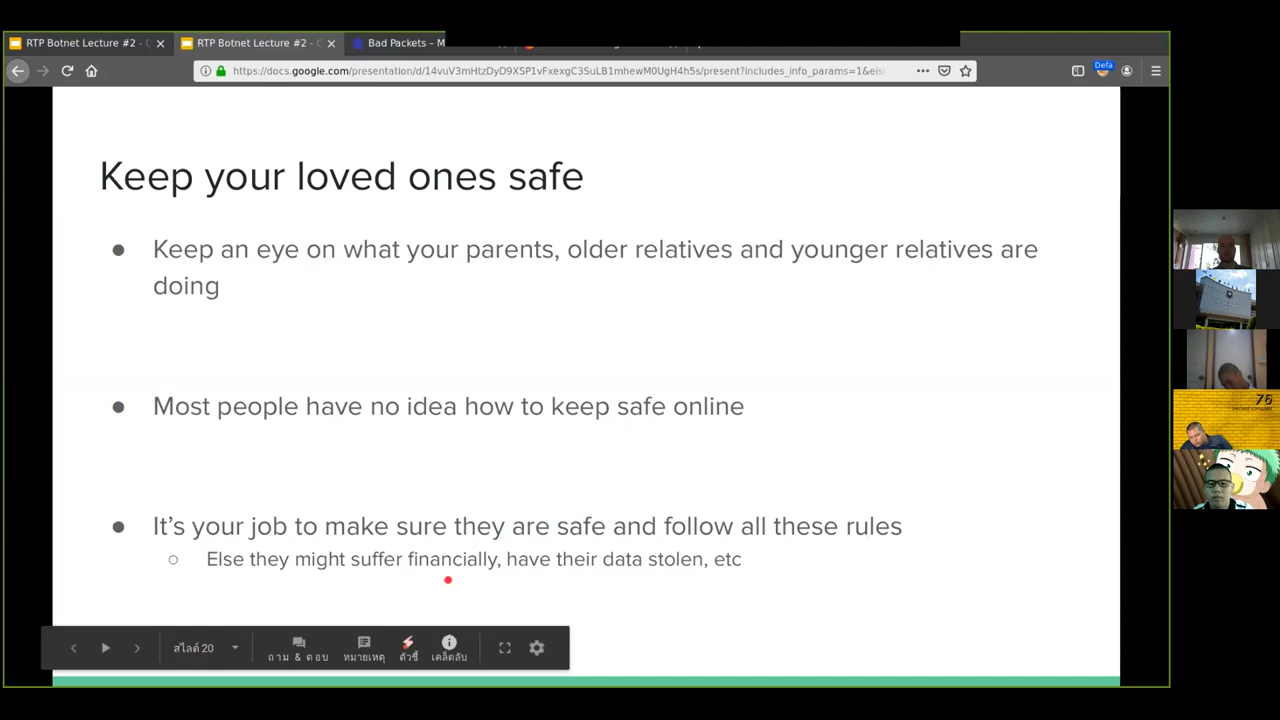 RTP Botnet Lecture #2 -
RTP Botnet Lecture #2 -
Bad Packets –
https://docs.google.com/presentation/d/14vuV3mHtzDyD9XSP1vFxexgC3SuLB1mhewM0UgH4h5s/present?includes_info_params=1&eis
Defa
Keep your loved ones safe
● Keep an eye on what your parents, older relatives and younger relatives are
doing
● Most people have no idea how to keep safe online
● It's your job to make sure they are safe and follow all these rules
○ Else they might suffer financially, have their data stolen, etc
สไลด์ 20
ถาม & ตอบ
หมายเหตุ
ตัวชี้
เคล็ดลับ
76